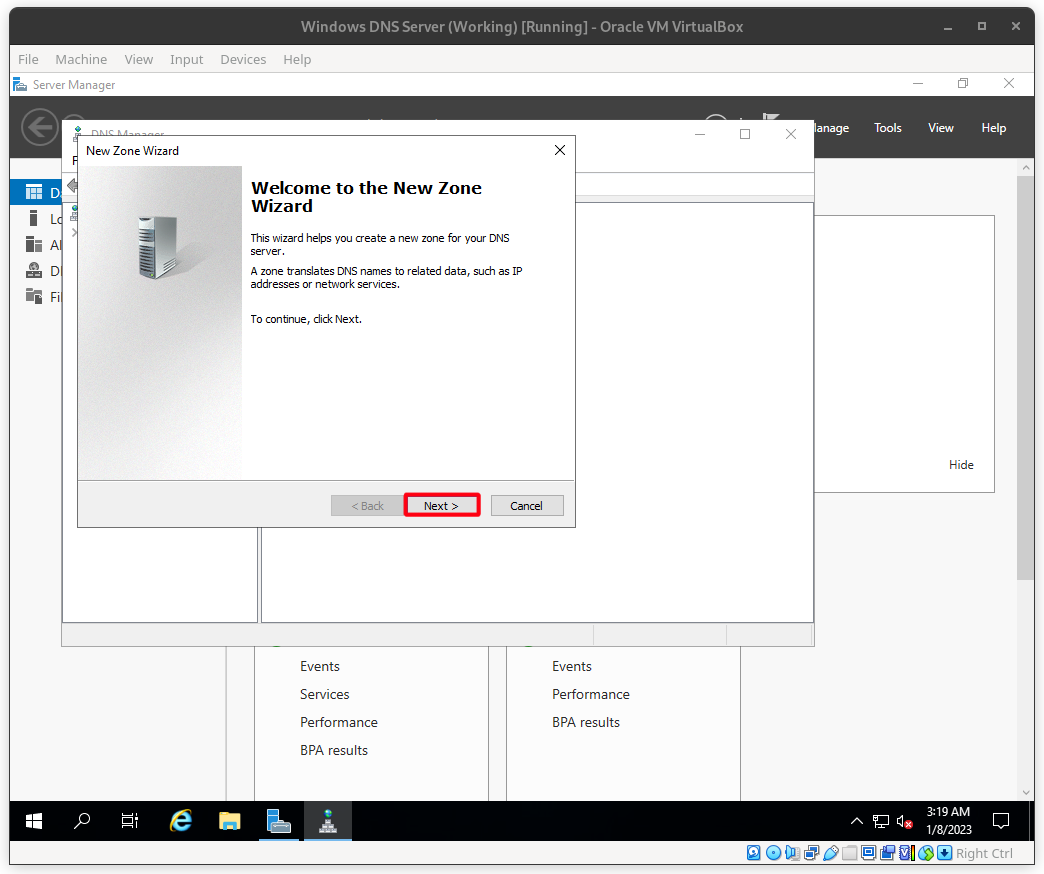 Windows DNS Server (Working) [Running] - Oracle VM VirtualBox
File Machine View Input Devices Help
Server Manager
DNS Manager
Manage Tools View Help
New Zone Wizard
Welcome to the New Zone
Wizard
This wizard helps you create a new zone for your DNS
server.
A zone translates DNS names to related data, such as IP
addresses or network services.
To continue, click Next.
Hide
< Back Next > Cancel
Events
Services
Performance
BPA results
Events
Performance
BPA results
3:19 AM
1/8/2023
Right Ctrl